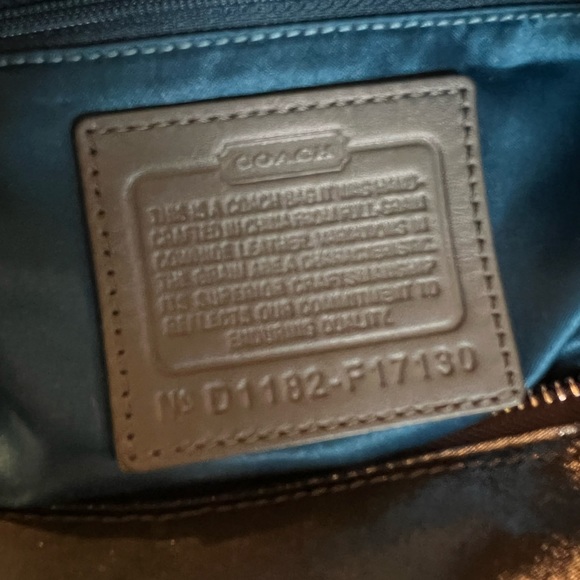 COACH
THIS IS A COACH BAG. IT WAS HAND-
CRAFTED IN CHINA FROM FULL-GRAIN
COWHIDE LEATHER. VARIATIONS IN
THE GRAIN ARE A CHARACTERISTIC.
ITS SUPERIOR CRAFTSMANSHIP
REFLECTS OUR COMMITMENT TO
ENDURING QUALITY.
No D1182-F17130